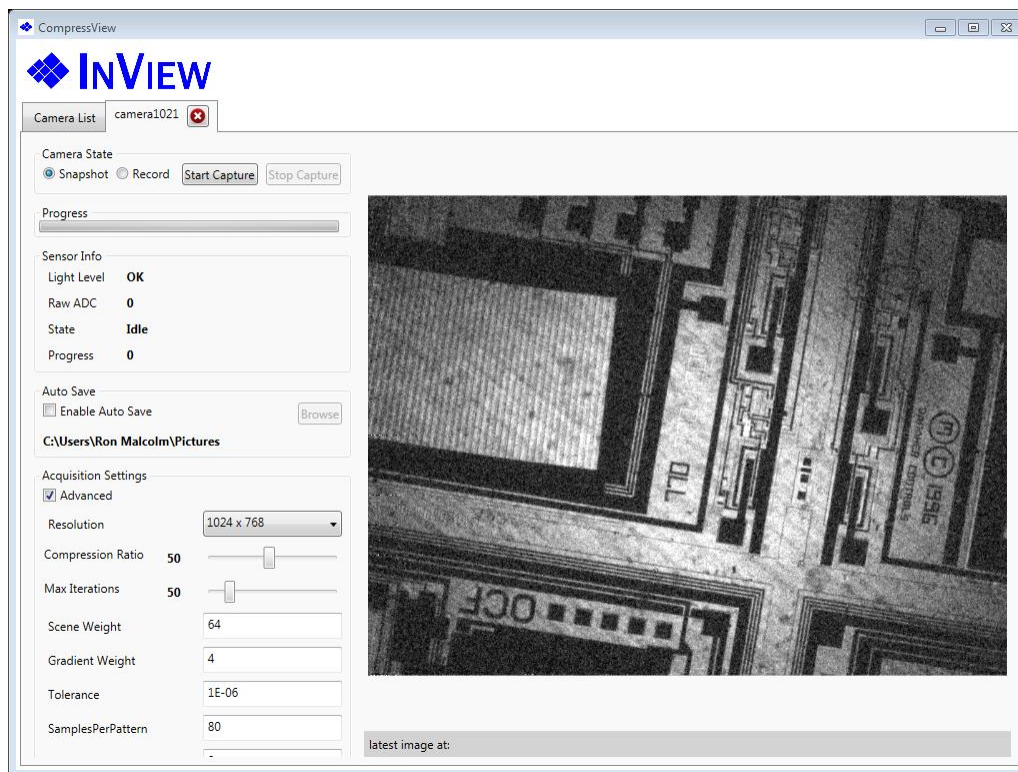 CompressView
INVIEW
Camera List
camera1021
Camera State
Snapshot
Record
Start Capture
Stop Capture
Progress
Sensor Info
Light Level OK
Raw ADC 0
State Idle
Progress 0
Auto Save
Enable Auto Save
Browse
C:\Users\Ron Malcolm\Pictures
Acquisition Settings
Advanced
Resolution 1024 x 768
Compression Ratio 50
Max Iterations 50
Scene Weight 64
Gradient Weight 4
Tolerance 1E-06
SamplesPerPattern 80
latest image at:
DLL
M C 1996
OCF